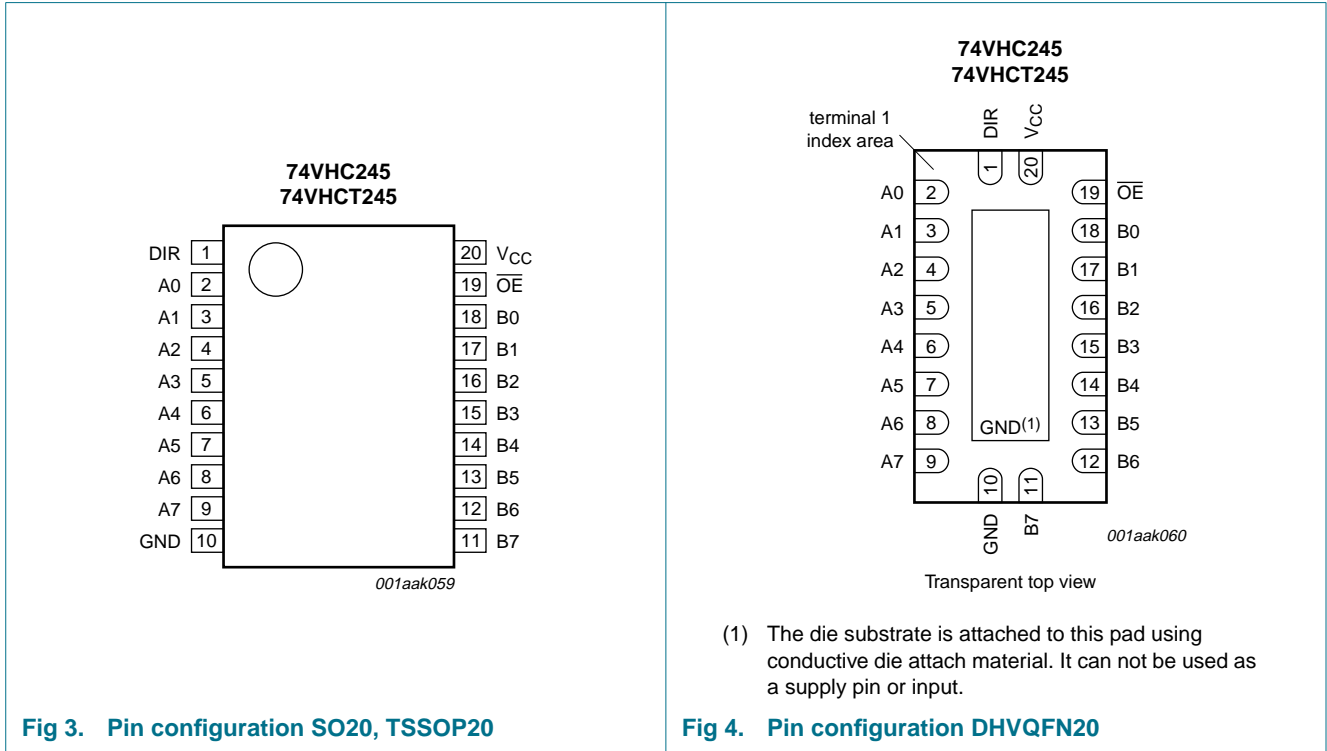 74VHC245
74VHCT245
DIR 1
A0 2
A1 3
A2 4
A3 5
A4 6
A5 7
A6 8
A7 9
GND 10
20 VCC
19 OE
18 B0
17 B1
16 B2
15 B3
14 B4
13 B5
12 B6
11 B7
001aak059
Fig 3. Pin configuration SO20, TSSOP20
74VHC245
74VHCT245
terminal 1
index area
DIR
VCC
1
20
A0 2
A1 3
A2 4
A3 5
A4 6
A5 7
A6 8
A7 9
19 OE
18 B0
17 B1
16 B2
15 B3
14 B4
13 B5
12 B6
GND(1)
10
11
GND
B7
001aak060
Transparent top view
(1) The die substrate is attached to this pad using
conductive die attach material. It can not be used as
a supply pin or input.
Fig 4. Pin configuration DHVQFN20